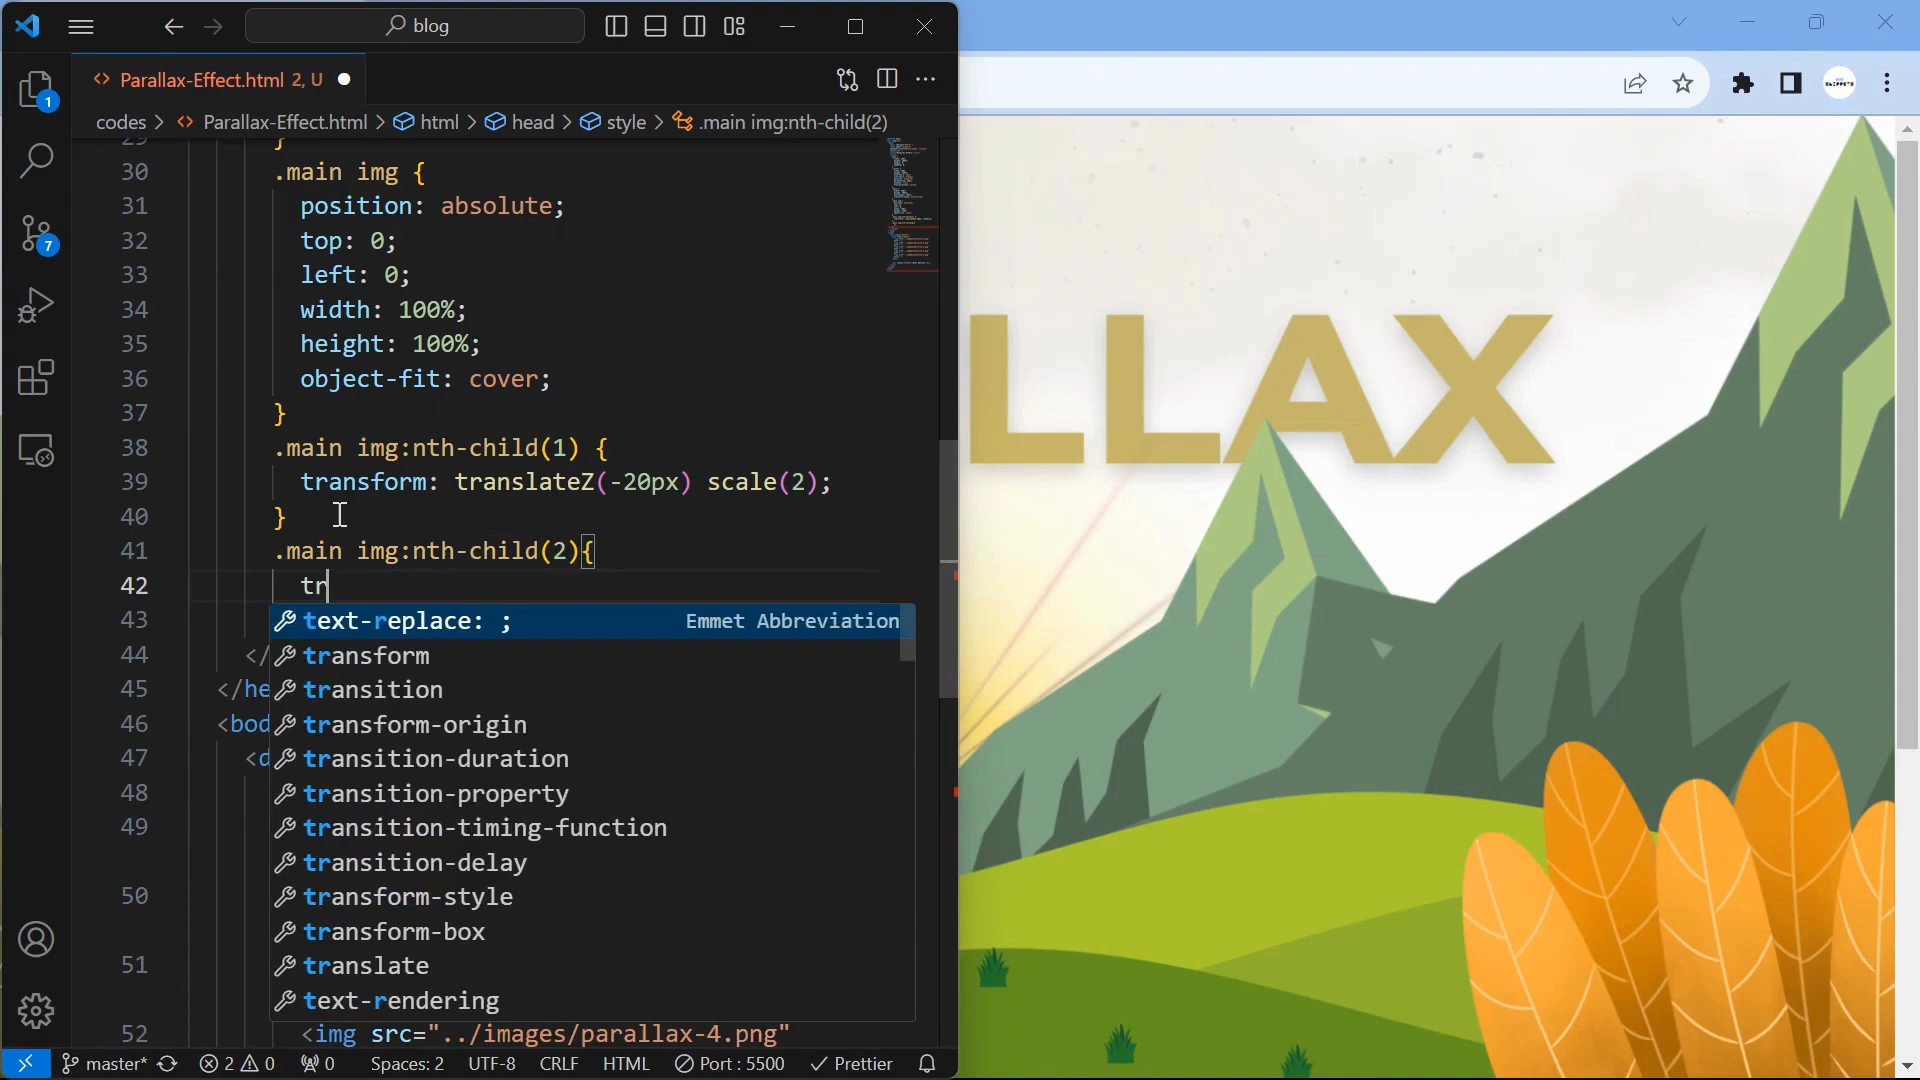 blog
Parallax-Effect.html 2, U
codes > Parallax-Effect.html > html > head > style > .main img:nth-child(2)
29 }
30 .main img {
31 position: absolute;
32 top: 0;
33 left: 0;
34 width: 100%;
35 height: 100%;
36 object-fit: cover;
37 }
38 .main img:nth-child(1) {
39 transform: translateZ(-20px) scale(2);
40 }
41 .main img:nth-child(2){
42 tr
43 text-replace: ; Emmet Abbreviation
44 </ transform
45 </he transition
46 <bod transform-origin
47 <d transition-duration
48 transition-property
49 transition-timing-function
transition-delay
50 transform-style
transform-box
51 translate
text-rendering
52 <img src="../images/parallax-4.png"
1
7
master* 2 0 0 Spaces: 2 UTF-8 CRLF HTML Port : 5500 Prettier
LLAX